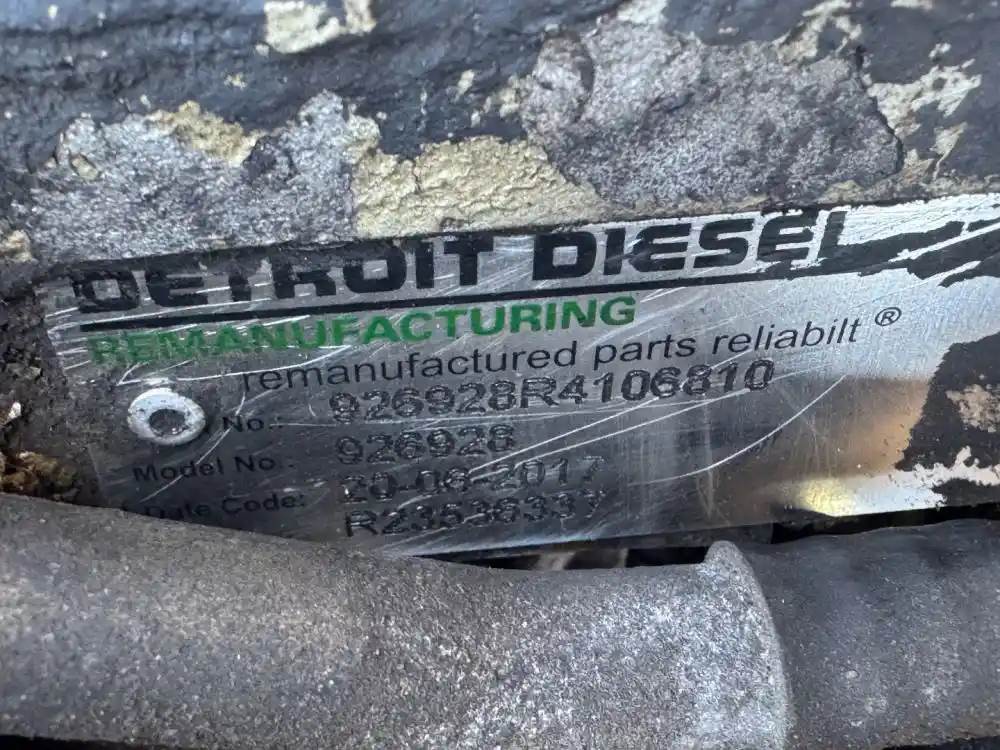 DETROIT DIESEL
REMANUFACTURING
remanufactured parts reliabilt ®
No.: 926928R4106810
Model No.: 926928
Date Code: 20-06-2017
R23536337